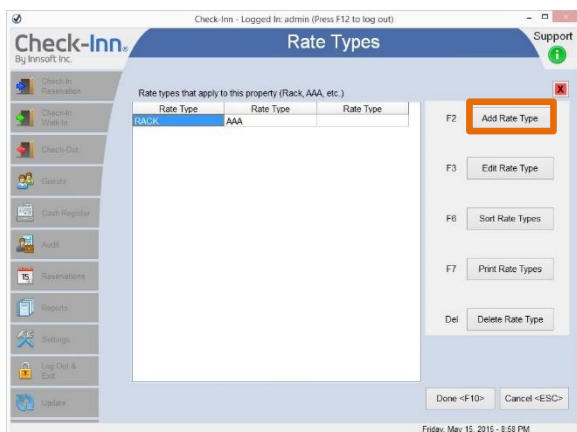 Check-Inn - Logged In: admin (Press F12 to log out)
Check-Inn®
By Innsoft Inc.
Rate Types
Support
Check-In
Reservation
Check-In
Walk-In
Check-Out
Guests
Cash Register
Audit
15
Reservations
Reports
Settings
Log Out &
Exit
Update
Rate types that apply to this property (Rack, AAA, etc.)
X
Rate Type Rate Type Rate Type
RACK AAA
F2 Add Rate Type
F3 Edit Rate Type
F6 Sort Rate Types
F7 Print Rate Types
Del Delete Rate Type
Done <F10> Cancel <ESC>
Friday, May 15, 2015 - 8:58 PM